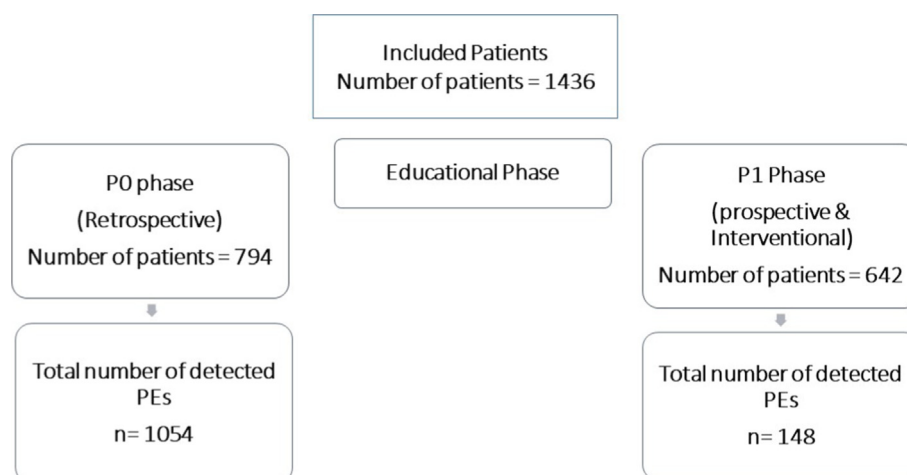 Included Patients
Number of patients = 1436
P0 phase
(Retrospective)
Number of patients = 794
Educational Phase
P1 Phase
(prospective &
Interventional)
Number of patients = 642
Total number of detected
PEs
n= 1054
Total number of detected
PEs
n= 148